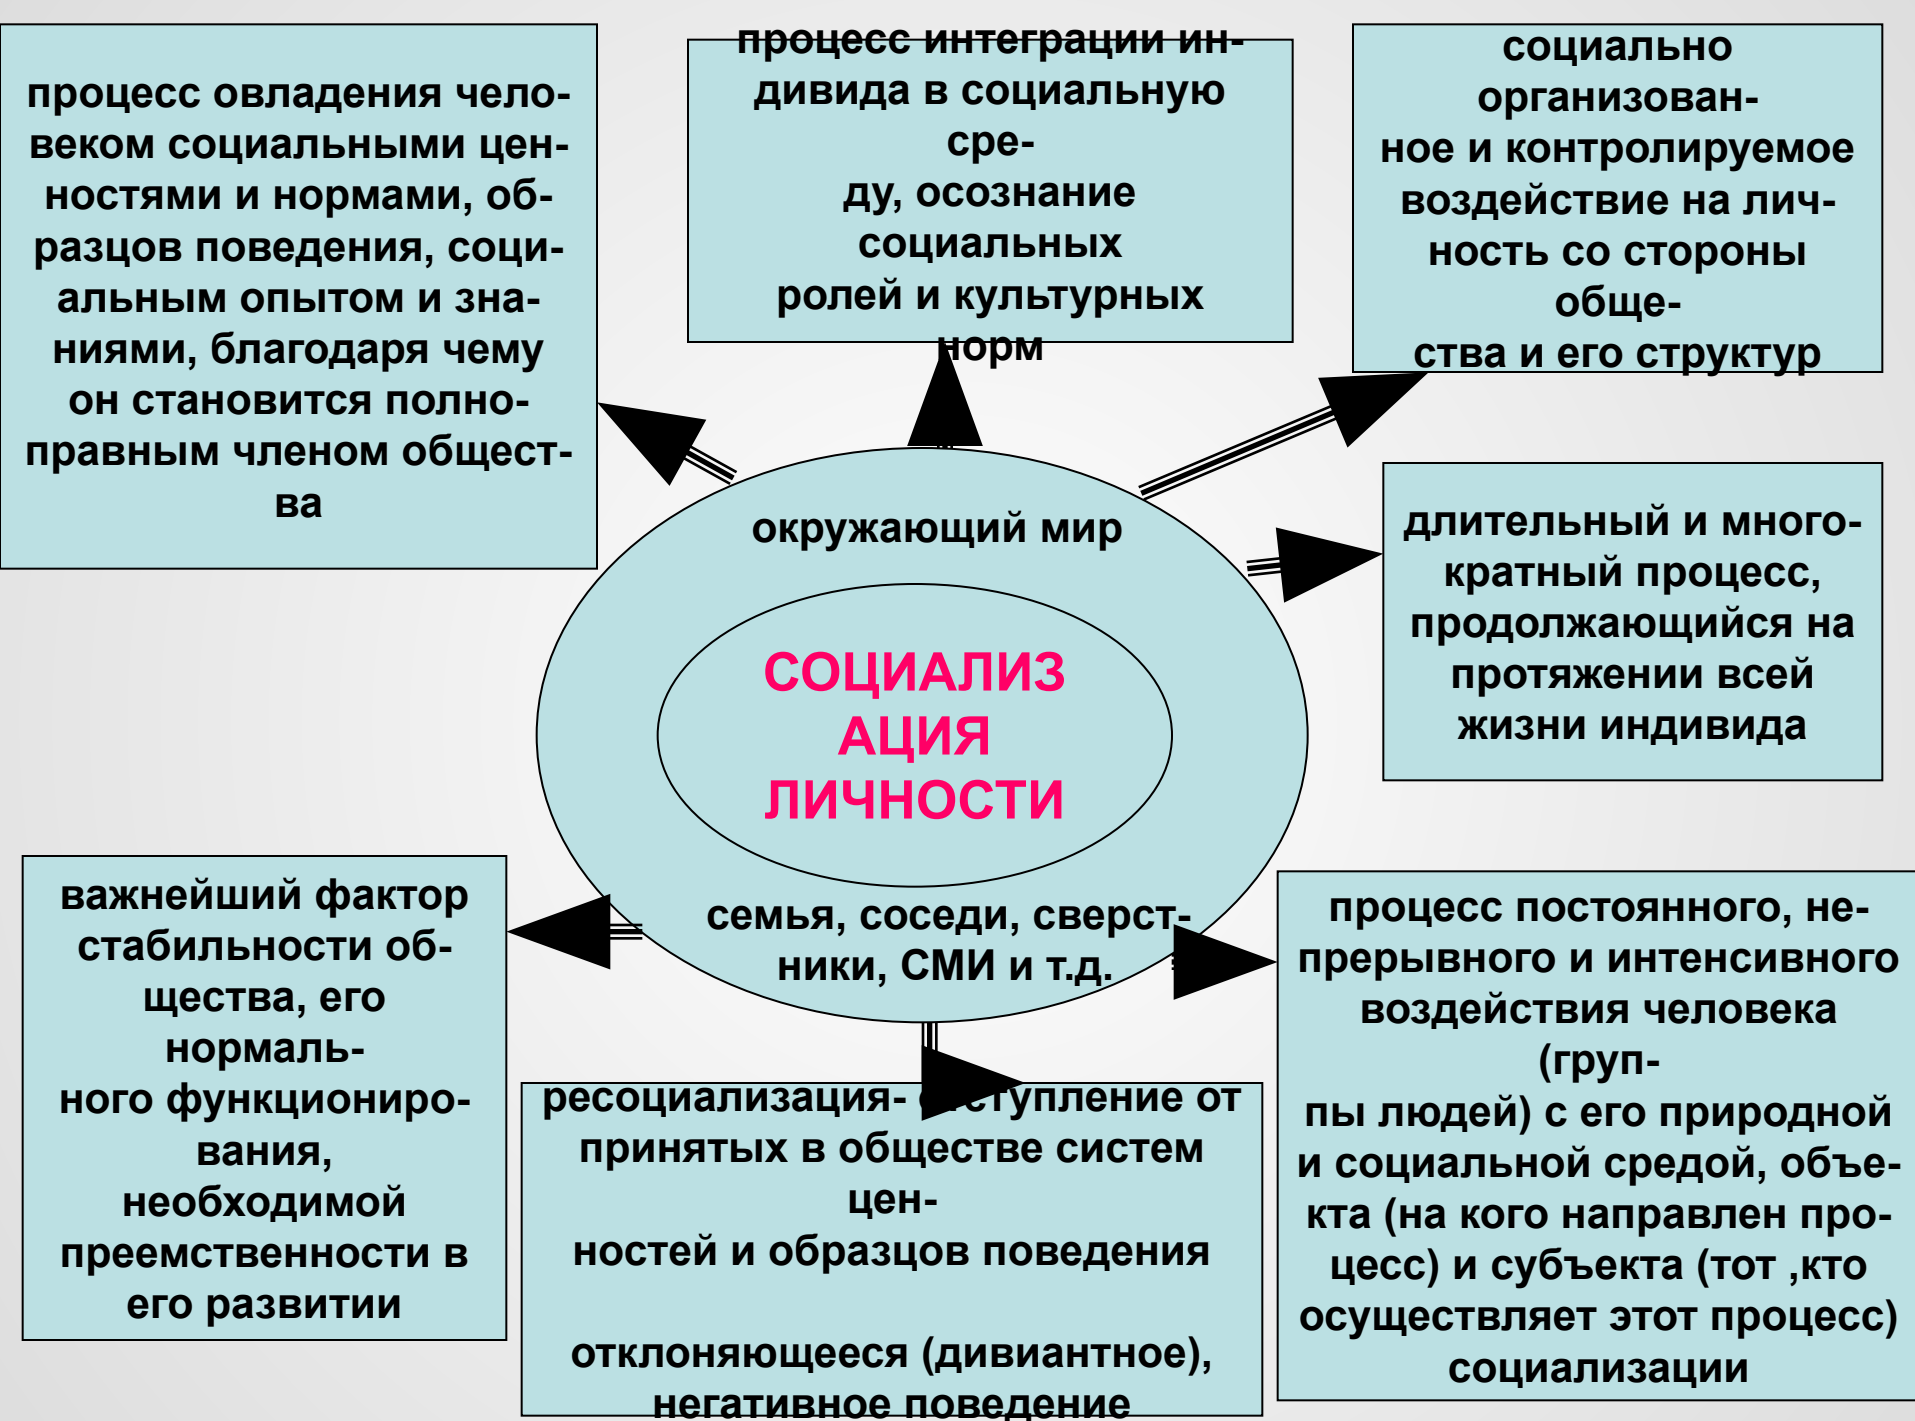 процесс овладения чело-
веком социальными цен-
ностями и нормами, об-
разцов поведения, соци-
альным опытом и зна-
ниями, благодаря чему
он становится полно-
правным членом общест-
ва
процесс интеграции ин-
дивида в социальную
сре-
ду, осознание
социальных
ролей и культурных
норм
социально
организован-
ное и контролируемое
воздействие на лич-
ность со стороны
обще-
ства и его структур
длительный и много-
кратный процесс,
продолжающийся на
протяжении всей
жизни индивида
окружающий мир
СОЦИАЛИЗ
АЦИЯ
ЛИЧНОСТИ
семья, соседи, сверст-
ники, СМИ и т.д.
важнейший фактор
стабильности об-
щества, его
нормаль-
ного функциониро-
вания,
необходимой
преемственности в
его развитии
ресоциализация- отступление от
принятых в обществе систем
цен-
ностей и образцов поведения
отклоняющееся (дивиантное),
негативное поведение
процесс постоянного, не-
прерывного и интенсивного
воздействия человека
(груп-
пы людей) с его природной
и социальной средой, объе-
кта (на кого направлен про-
цесс) и субъекта (тот ,кто
осуществляет этот процесс)
социализации